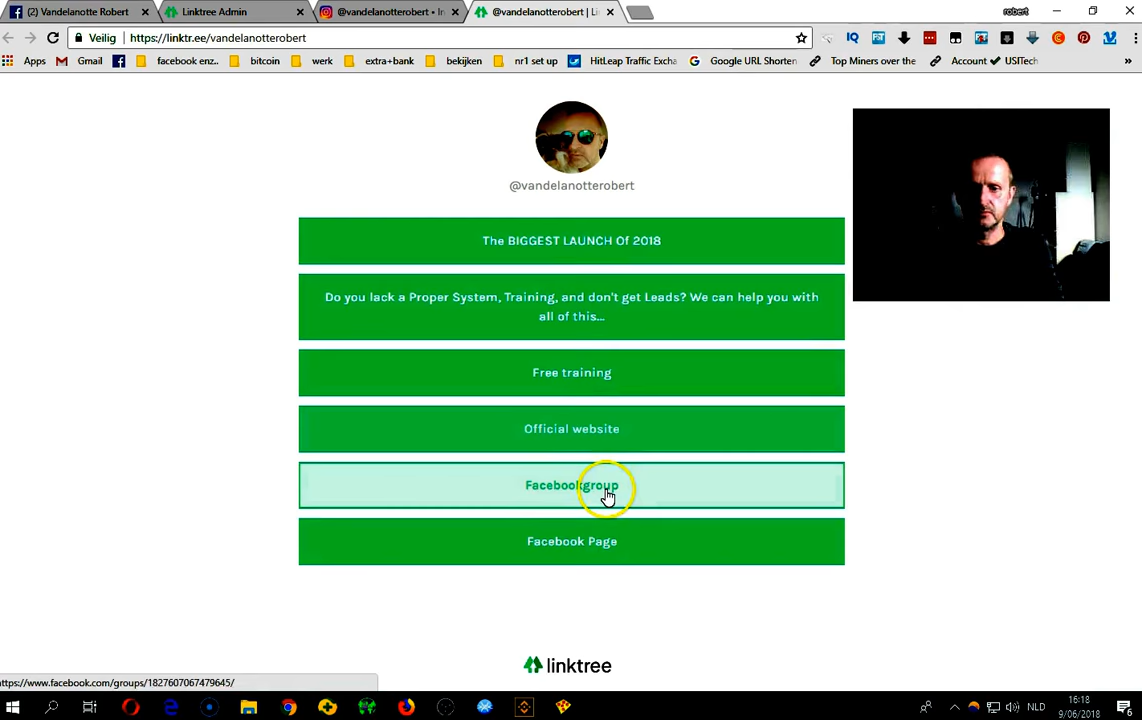 (2) Vandelanotte Robert
Linktree Admin
@vandelanotterobert • In
@vandelanotterobert | Li
robert
Veilig
https://linktr.ee/vandelanotterobert
Apps
Gmail
facebook enz..
bitcoin
werk
extra+bank
bekijken
nr1 set up
HitLeap Traffic Excha
Google URL Shorten
Top Miners over the
Account ✔ USITech
»
@vandelanotterobert
The BIGGEST LAUNCH Of 2018
Do you lack a Proper System, Training, and don't get Leads? We can help you with
all of this...
Free training
Official website
Facebookgroup
Facebook Page
linktree
https://www.facebook.com/groups/1827607067479645/
NLD
16:18
9/06/2018